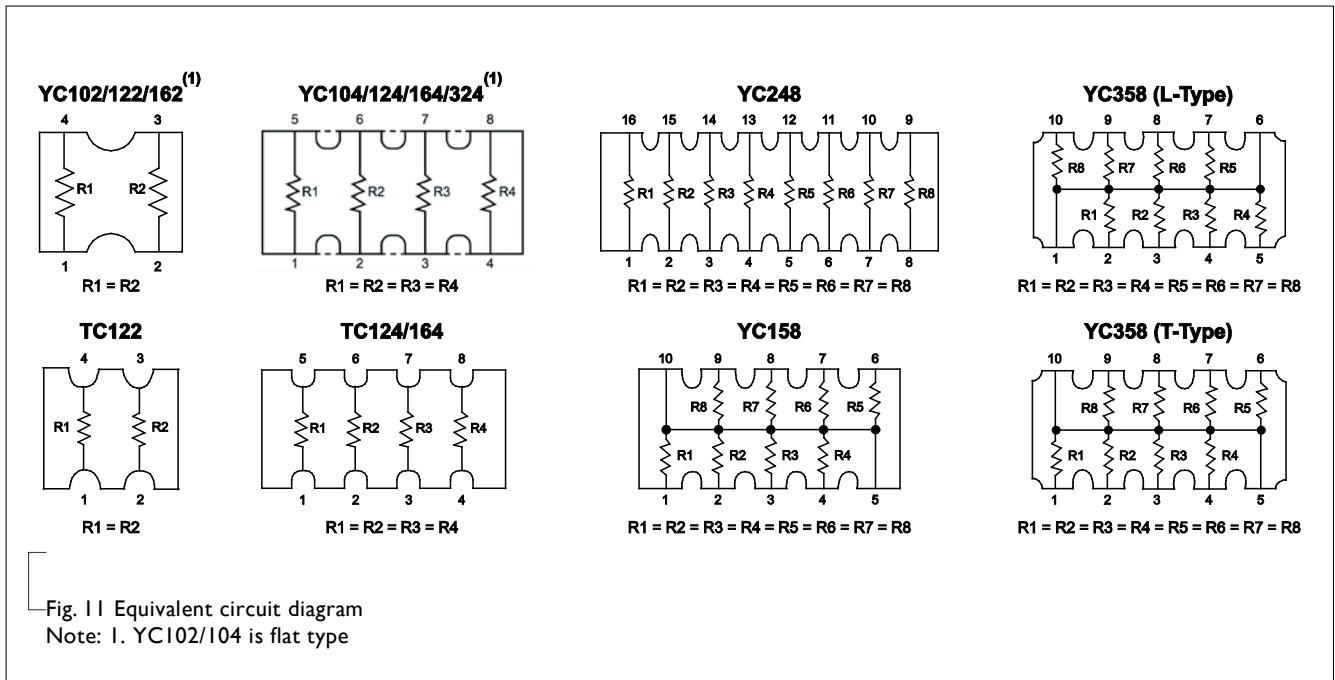 YC102/122/162(1)
4 3
R1 R2
1 2
R1 = R2
YC104/124/164/324(1)
5 6 7 8
R1 R2 R3 R4
1 2 3 4
R1 = R2 = R3 = R4
YC248
16 15 14 13 12 11 10 9
R1 R2 R3 R4 R5 R6 R7 R8
1 2 3 4 5 6 7 8
R1 = R2 = R3 = R4 = R5 = R6 = R7 = R8
YC358 (L-Type)
10 9 8 7 6
R8 R7 R6 R5
R1 R2 R3 R4
1 2 3 4 5
R1 = R2 = R3 = R4 = R5 = R6 = R7 = R8
TC122
4 3
R1 R2
1 2
R1 = R2
TC124/164
5 6 7 8
R1 R2 R3 R4
1 2 3 4
R1 = R2 = R3 = R4
YC158
10 9 8 7 6
R8 R7 R6 R5
R1 R2 R3 R4
1 2 3 4 5
R1 = R2 = R3 = R4 = R5 = R6 = R7 = R8
YC358 (T-Type)
10 9 8 7 6
R8 R7 R6 R5
R1 R2 R3 R4
1 2 3 4 5
R1 = R2 = R3 = R4 = R5 = R6 = R7 = R8
Fig. 11 Equivalent circuit diagram
Note: 1. YC102/104 is flat type